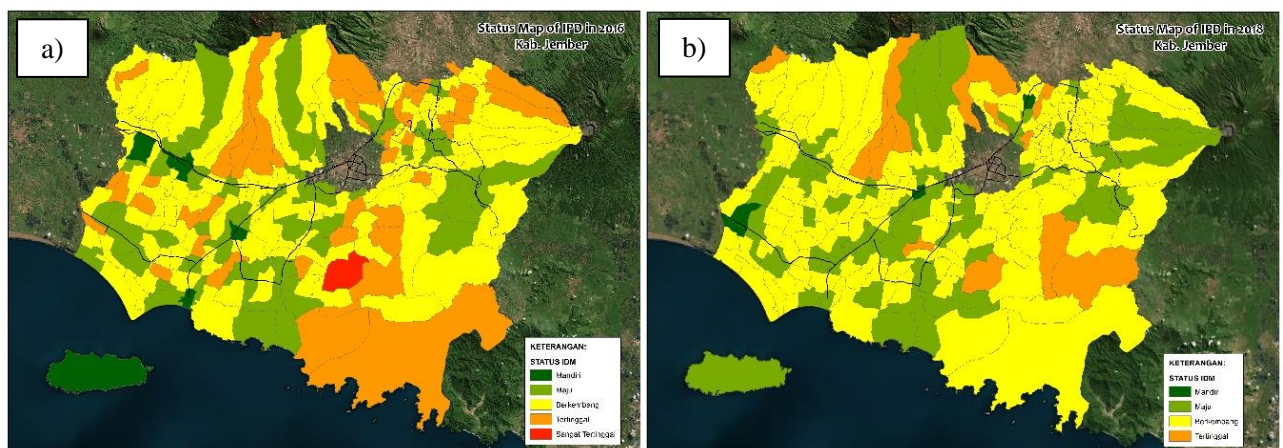 a)
Status Map of IPD in 2016
Kab. Jember
KETERANGAN:
STATUS IDM
Mandiri
Maju
Berkembang
Tertinggal
Sangat Tertinggal
b)
Status Map of IPD in 2018
Kab. Jember
KETERANGAN:
STATUS IDM
Mandiri
Maju
Berkembang
Tertinggal